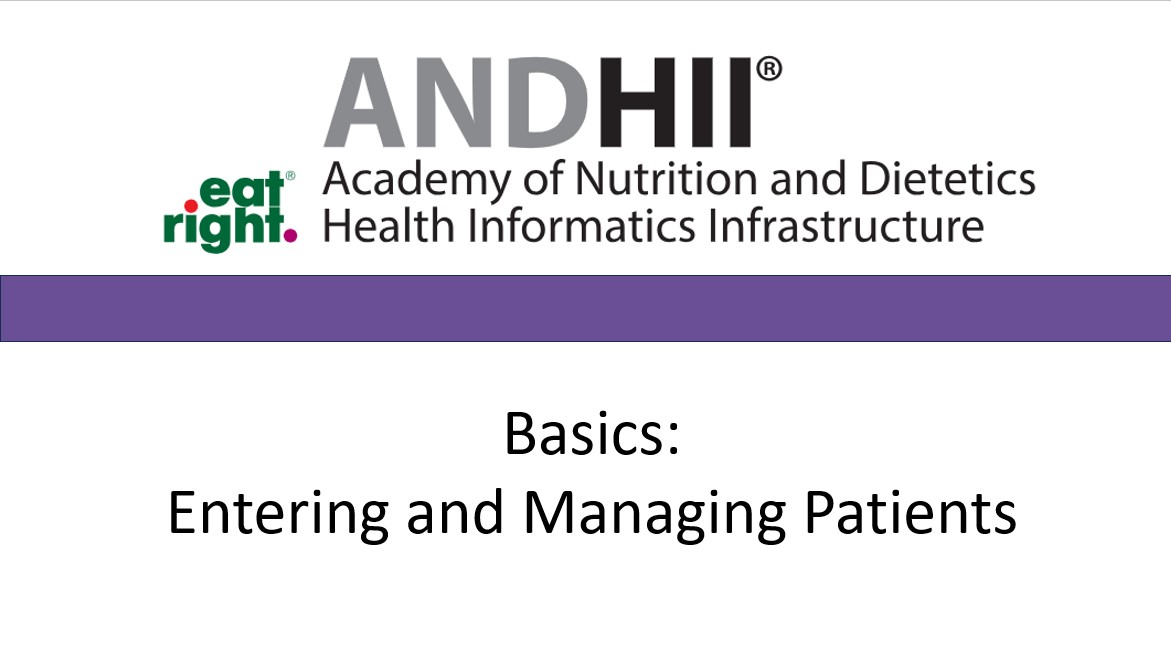 ANDHII®
Academy of Nutrition and Dietetics
Health Informatics Infrastructure
eat®
right.
Basics:
Entering and Managing Patients